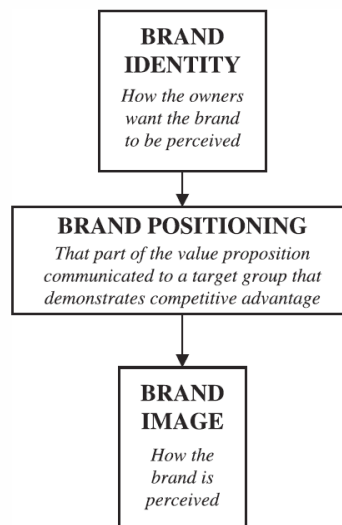 BRAND
IDENTITY
How the owners
want the brand
to be perceived
BRAND POSITIONING
That part of the value proposition
communicated to a target group that
demonstrates competitive advantage
BRAND
IMAGE
How the
brand is
perceived